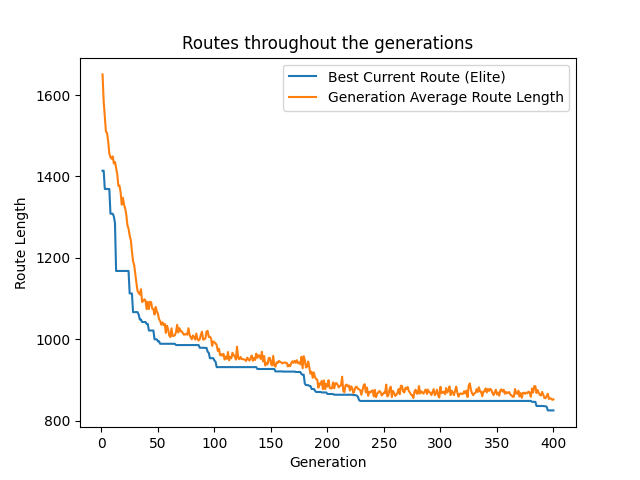 Routes throughout the generations
Best Current Route (Elite)
Generation Average Route Length
Route Length
1600
1400
1200
1000
800
0 50 100 150 200 250 300 350 400
Generation